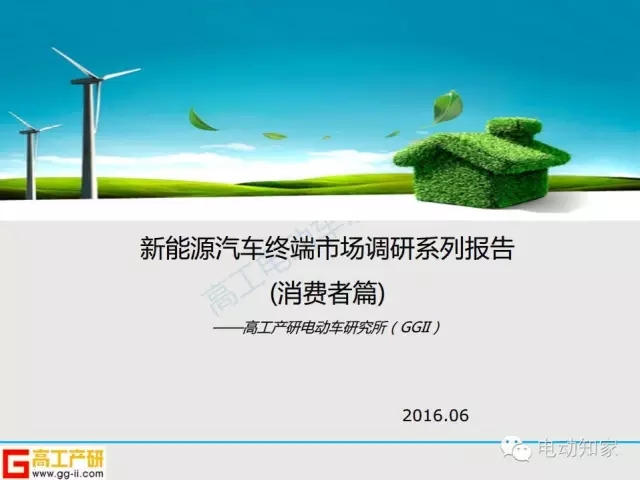 新能源汽车终端市场调研系列报告
(消费者篇)
——高工产研电动车研究所（GGII）
高工电动车
2016.06
G 高工产研
www.gg-ii.com
电动知家